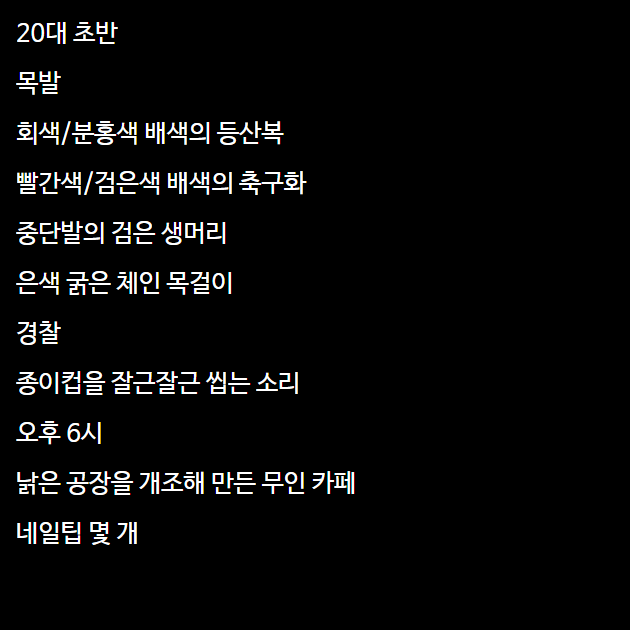 20대 초반
목발
회색/분홍색 배색의 등산복
빨간색/검은색 배색의 축구화
중단발의 검은 생머리
은색 굵은 체인 목걸이
경찰
종이컵을 잘근잘근 씹는 소리
오후 6시
낡은 공장을 개조해 만든 무인 카페
네일팁 몇 개